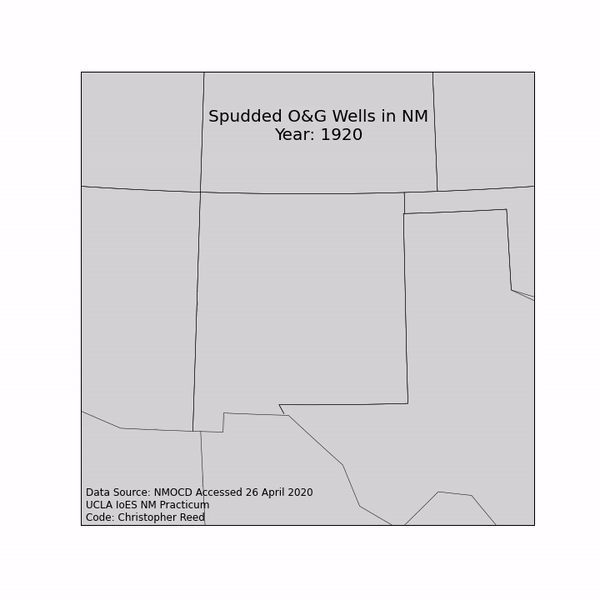 Spudded O&G Wells in NM
Year: 1920
Data Source: NMOCD Accessed 26 April 2020
UCLA IoES NM Practicum
Code: Christopher Reed